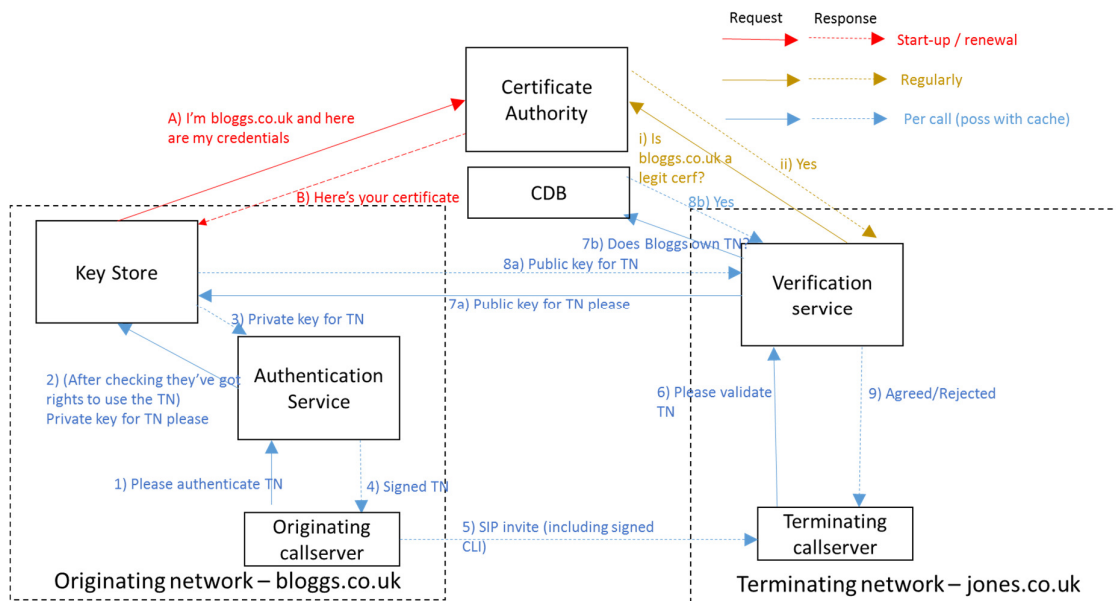 Request
Response
Start-up / renewal
Regularly
Per call (poss with cache)
Certificate
Authority
A) I'm bloggs.co.uk and here
are my credentials
B) Here's your certificate
i) Is
bloggs.co.uk a
legit cerf?
ii) Yes
CDB
8b) Yes
7b) Does Bloggs own TN?
Key Store
8a) Public key for TN
7a) Public key for TN please
Verification
service
3) Private key for TN
2) (After checking they've got
rights to use the TN)
Private key for TN please
Authentication
Service
6) Please validate
TN
9) Agreed/Rejected
1) Please authenticate TN
4) Signed TN
Originating
callserver
5) SIP invite (including signed
CLI)
Terminating
callserver
Originating network – bloggs.co.uk
Terminating network – jones.co.uk